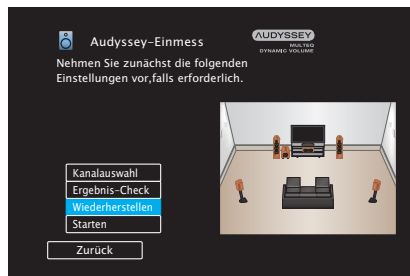 Audyssey-Einmess
AUDYSSEY
MULTEQ
DYNAMIC VOLUME
Nehmen Sie zunächst die folgenden
Einstellungen vor,falls erforderlich.
Kanalauswahl
Ergebnis-Check
Wiederherstellen
Starten
Zurück